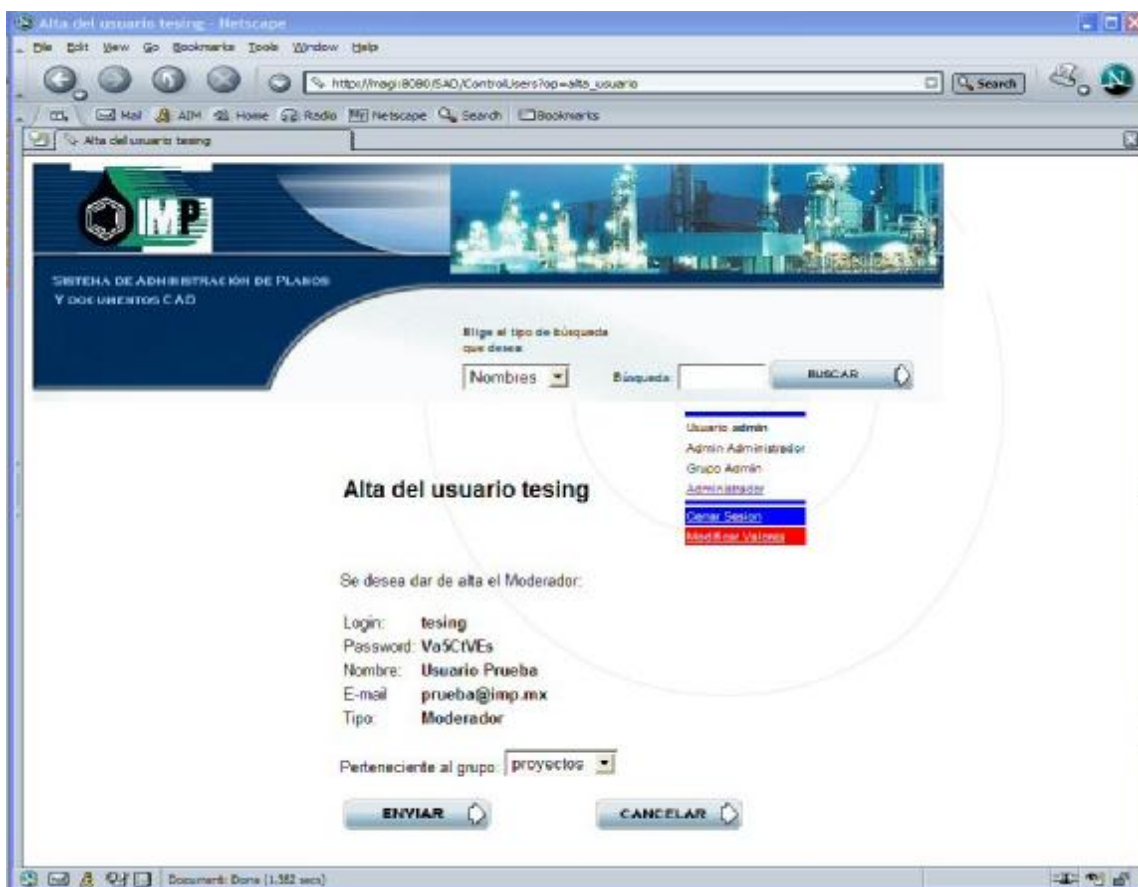 Alta del usuario tesing - Netscape
File Edit View Go Bookmarks Tools Window Help
http://magi:8080/SAD/ControlUsers?op=alta_usuario
Search
Mail AIM Home Radio Netscape Search Bookmarks
Alta del usuario tesing
IMP
SISTEMA DE ADMINISTRACIÓN DE PLANOS
Y DOCUMENTOS CAD
Elige el tipo de búsqueda
que desea
Nombres Búsqueda BUSCAR
Usuario admin
Admin Administrador
Grupo Admin
Administrador
Cerrar Sesion
Modificar Valores
Alta del usuario tesing
Se desea dar de alta el Moderador:
Login: tesing
Password: Va5CtVEs
Nombre: Usuario Prueba
E-mail prueba@imp.mx
Tipo: Moderador
Perteneciente al grupo: proyectos
ENVIAR CANCELAR
Document: Done (1.382 secs)